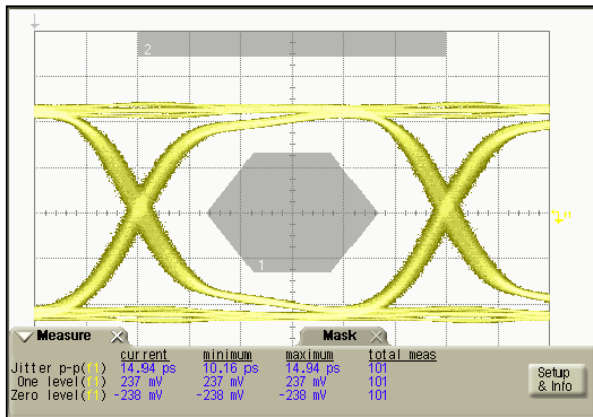 2
1
Measure
Mask
current minimum maximum total meas
Jitter p-p(f1) 14.94 ps 10.16 ps 14.94 ps 101
One level(f1) 237 mV 237 mV 237 mV 101
Zero level(f1) -238 mV -238 mV -238 mV 101
Setup
& Info